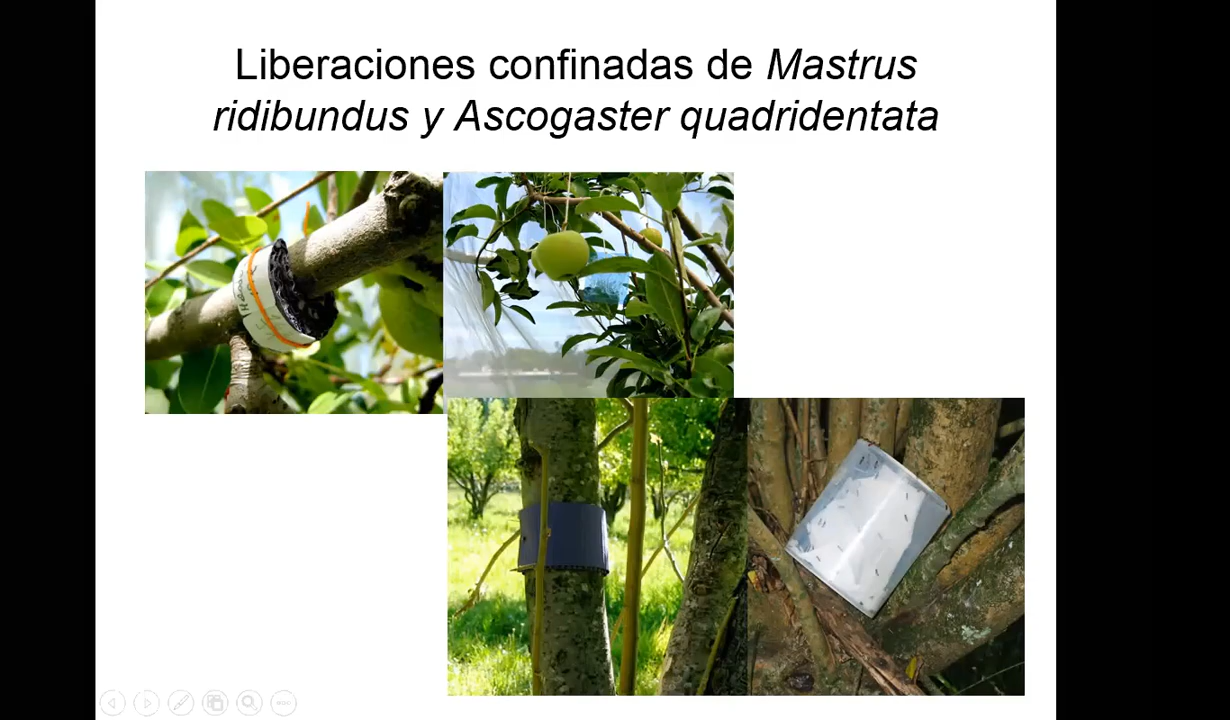 Liberaciones confinadas de Mastrus
ridibundus y Ascogaster quadridentata